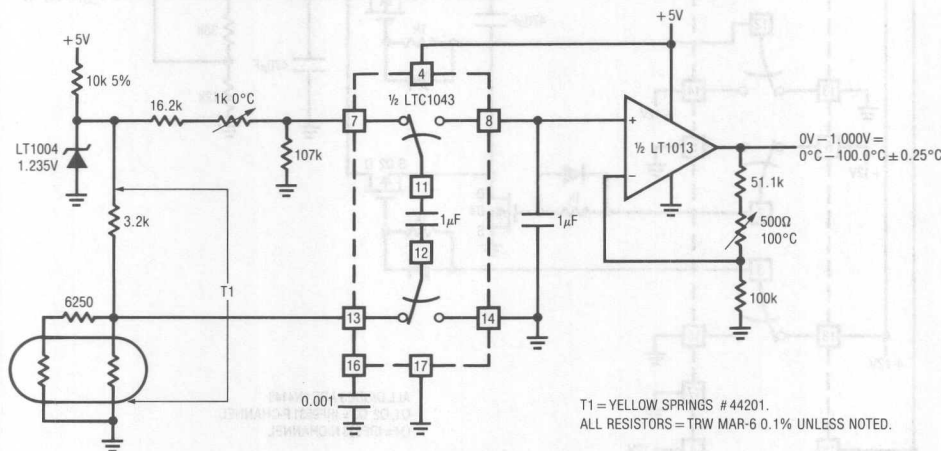 +5V
+5V
10k 5%
4
16.2k
1k 0°C
½ LTC1043
7
8
LT1004
1.235V
107k
+
½ LT1013
−
0V–1.000V=
0°C–100.0°C±0.25°C
51.1k
11
1µF
1µF
500Ω
100°C
3.2k
12
T1
100k
6250
13
14
16
17
0.001
T1=YELLOW SPRINGS #44201.
ALL RESISTORS=TRW MAR-6 0.1% UNLESS NOTED.